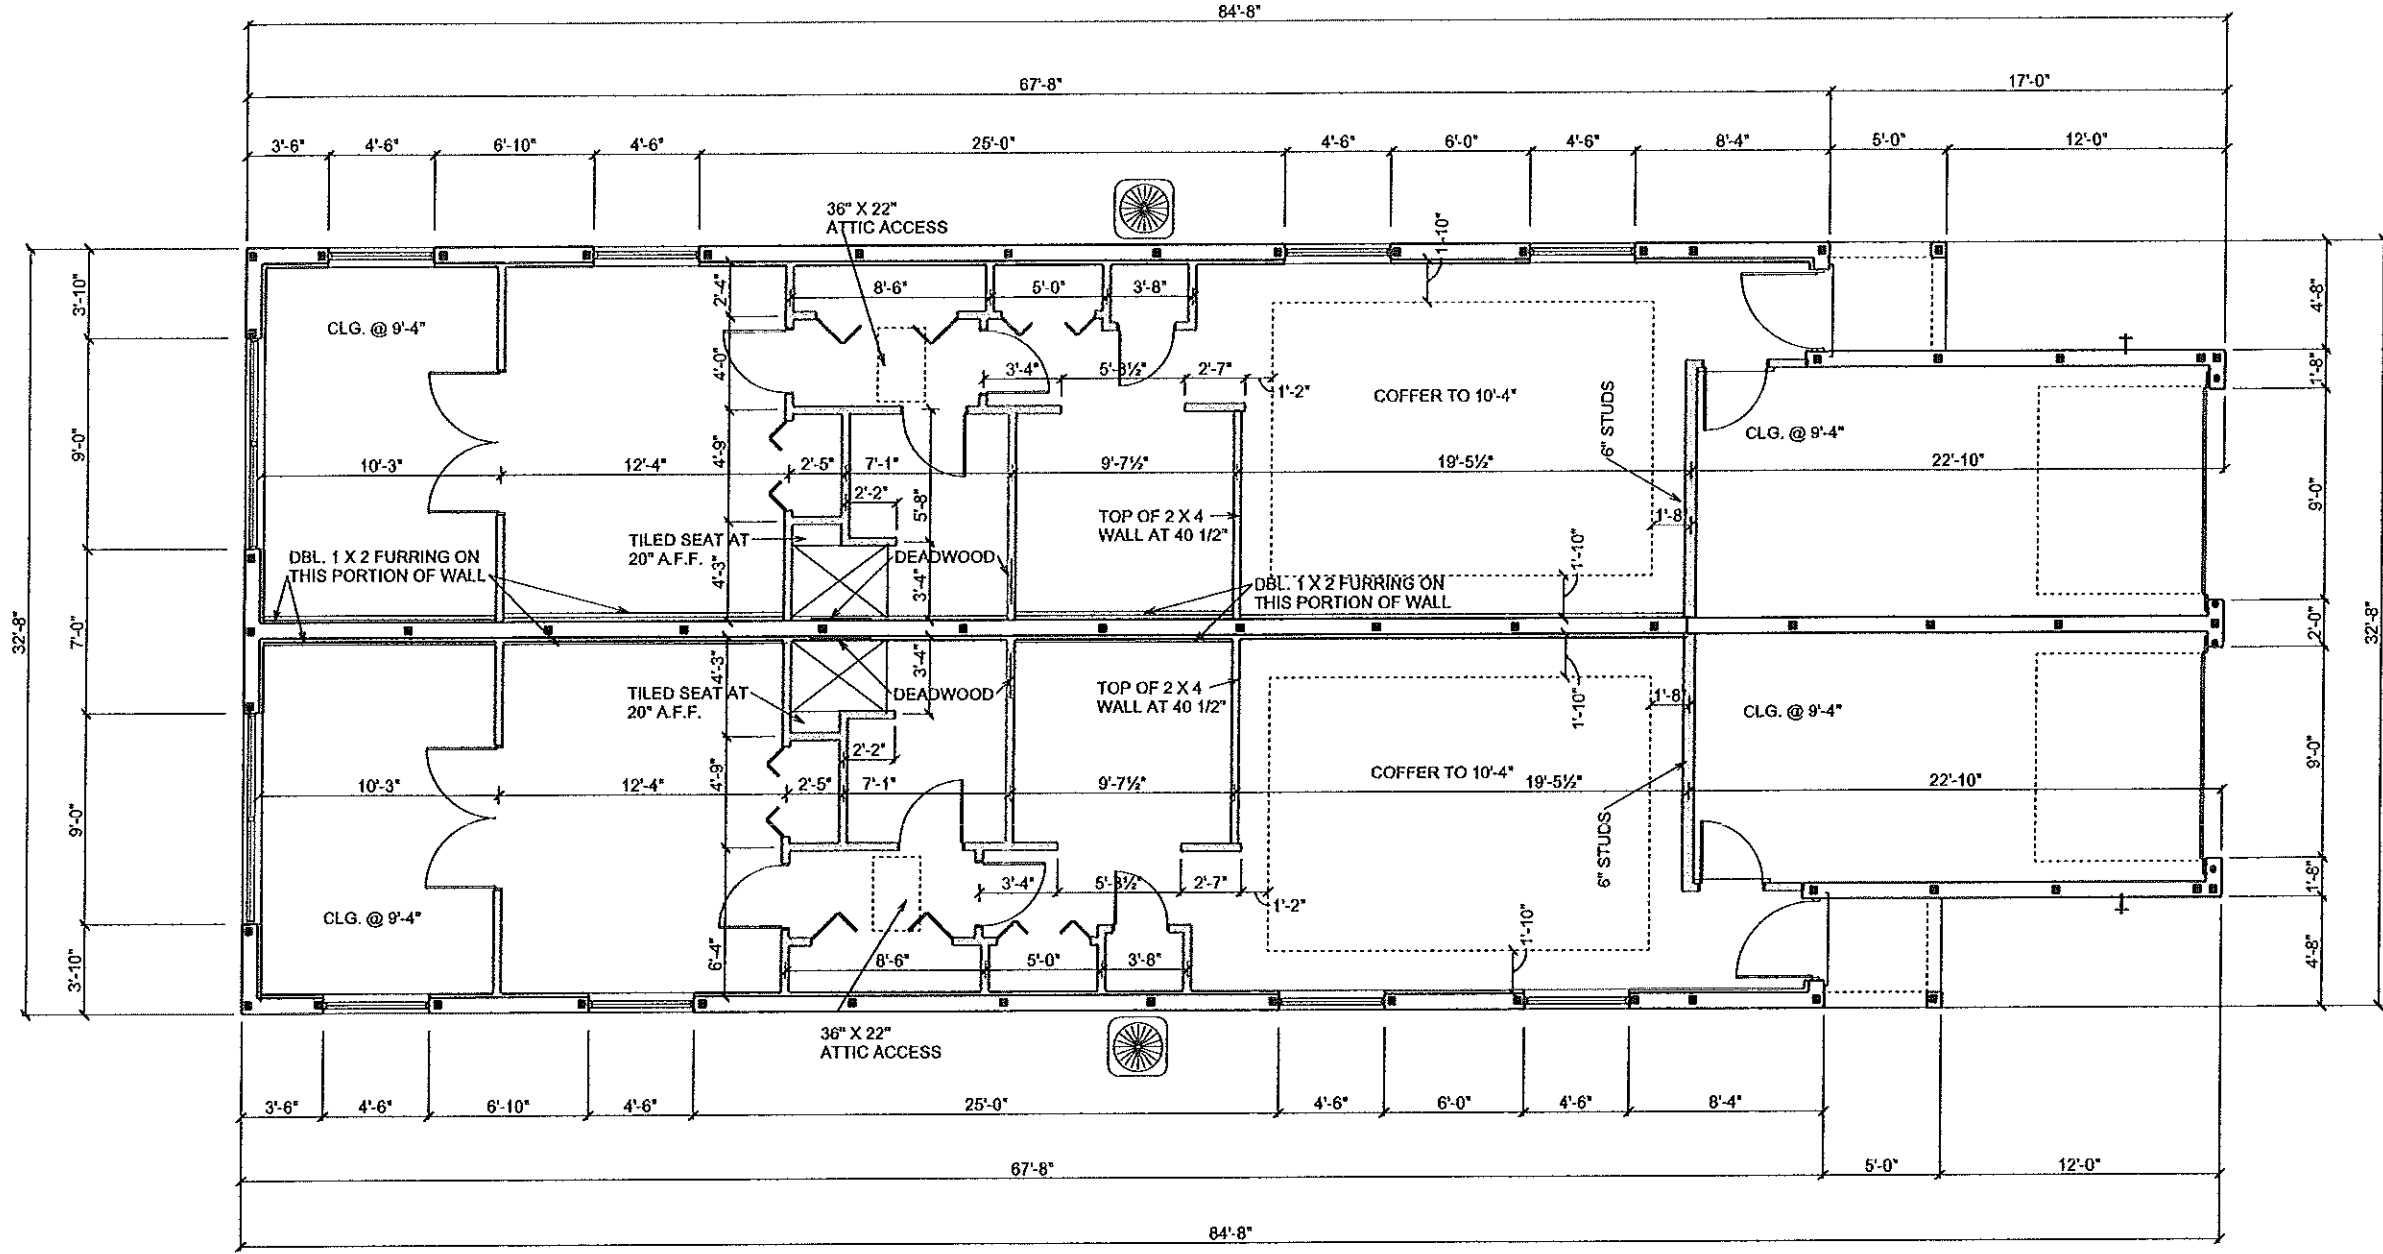 84'-8"
67'-8" 17'-0"
3'-6" 4'-6" 6'-10" 4'-6" 25'-0" 4'-6" 6'-0" 4'-6" 8'-4" 5'-0" 12'-0"
36" X 22"
ATTIC ACCESS
1'-10"
3'-10"
9'-0"
7'-0"
9'-0"
3'-10"
32'-8"
4'-8"
1'-8"
9'-0"
2'-0"
9'-0"
1'-8"
4'-8"
32'-8"
2'-4"
8'-6" 5'-0" 3'-8"
CLG. @ 9'-4"
4'-0"
3'-4" 2'-7"
1'-2"
COFFER TO 10'-4"
6" STUDS
CLG. @ 9'-4"
4'-9"
10'-3" 12'-4" 2'-5" 7'-1" 9'-7½" 19'-5½" 22'-10"
2'-2"
5'-8"
1'-8"
TOP OF 2 X 4
WALL AT 40 1/2"
TILED SEAT AT
20" A.F.F.
DEADWOOD
1'-10"
DBL. 1 X 2 FURRING ON
THIS PORTION OF WALL
4'-3"
3'-4"
DBL. 1 X 2 FURRING ON
THIS PORTION OF WALL
4'-3"
3'-4"
TILED SEAT AT
20" A.F.F.
DEADWOOD
TOP OF 2 X 4
WALL AT 40 1/2"
1'-10"
1'-8"
CLG. @ 9'-4"
2'-2"
4'-9"
10'-3" 12'-4" 2'-5" 7'-1" 9'-7½" 19'-5½" 22'-10"
COFFER TO 10'-4"
6" STUDS
3'-4" 2'-7"
1'-2"
CLG. @ 9'-4"
1'-10"
6'-4"
8'-6" 5'-0" 3'-8"
36" X 22"
ATTIC ACCESS
3'-6" 4'-6" 6'-10" 4'-6" 25'-0" 4'-6" 6'-0" 4'-6" 8'-4"
67'-8" 5'-0" 12'-0"
84'-8"